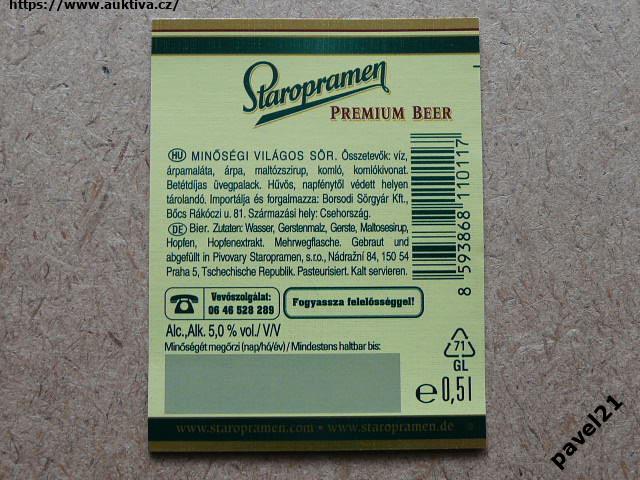 https://www.auktiva.cz/
Staropramen
PREMIUM BEER
HU MINŐSÉGI VILÁGOS SÖR. Összetevők: víz,
árpamaláta, árpa, maltózszirup, komló, komlókivonat.
Betétdíjas üvegpalack. Hűvös, napfénytől védett helyen
tárolandó. Importálja és forgalmazza: Borsodi Sörgyár Kft.,
Bőcs Rákóczi u. 81. Származási hely: Csehország.
DE Bier. Zutaten: Wasser, Gerstenmalz, Gerste, Maltosesirup,
Hopfen, Hopfenextrakt. Mehrwegflasche. Gebraut und
abgefüllt in Pivovary Staropramen, s.r.o., Nádražní 84, 150 54
Praha 5, Tschechische Republik. Pasteurisiert. Kalt servieren.
8 593868 110117
Vevőszolgálat:
06 46 528 289
Fogyassza felelősséggel!
Alc.,Alk. 5,0 % vol./ V/V
Minőségét megőrzi (nap/hó/év) / Mindestens haltbar bis:
71
GL
e 0,5 l
www.staropramen.com • www.staropramen.de
pavel21